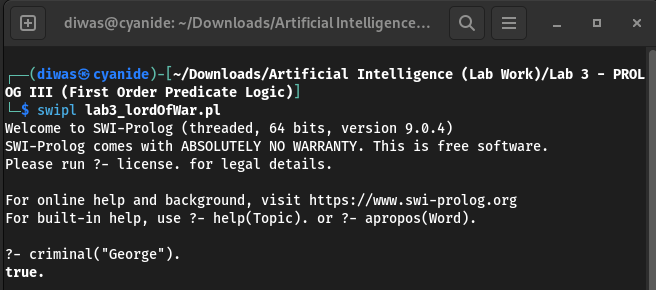 diwas@cyanide: ~/Downloads/Artificial Intelligence...
┌──(diwas㉿cyanide)-[~/Downloads/Artificial Intelligence (Lab Work)/Lab 3 - PROL
OG III (First Order Predicate Logic)]
└─$ swipl lab3_lordOfWar.pl
Welcome to SWI-Prolog (threaded, 64 bits, version 9.0.4)
SWI-Prolog comes with ABSOLUTELY NO WARRANTY. This is free software.
Please run ?- license. for legal details.
For online help and background, visit https://www.swi-prolog.org
For built-in help, use ?- help(Topic). or ?- apropos(Word).
?- criminal("George").
true.